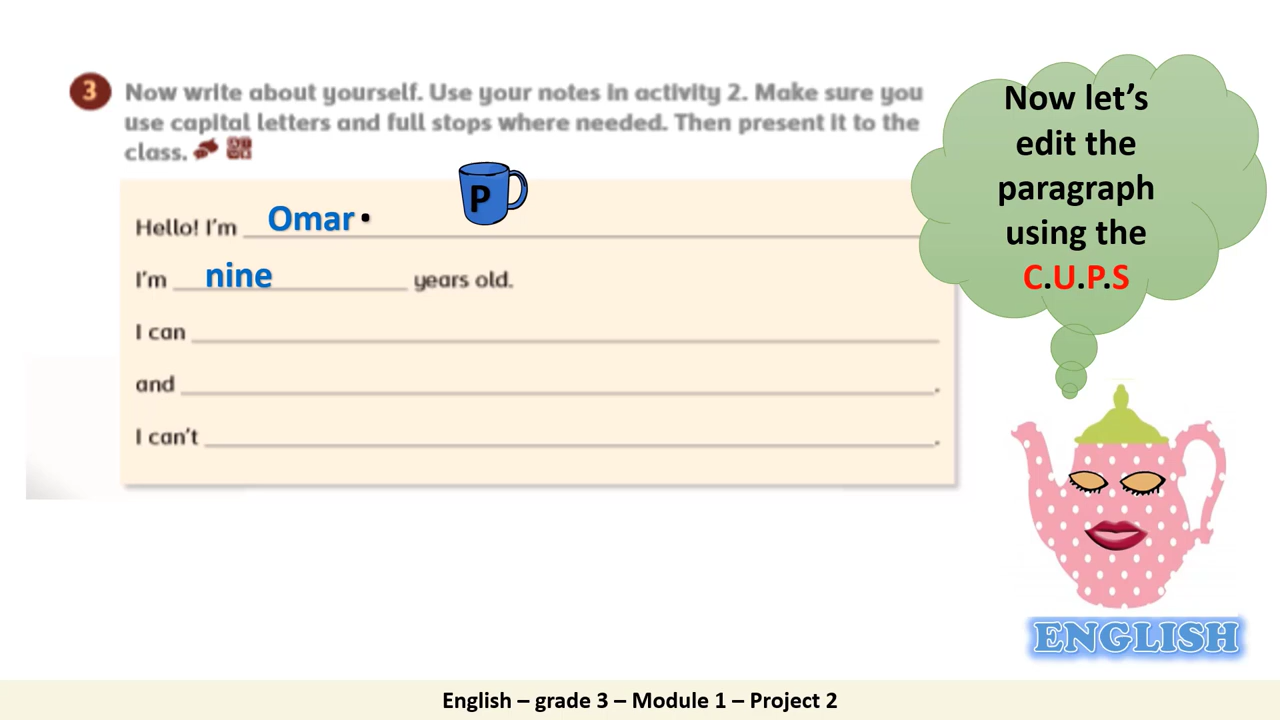 3 Now write about yourself. Use your notes in activity 2. Make sure you
use capital letters and full stops where needed. Then present it to the
class.
P
Hello! I'm Omar.
I'm nine years old.
I can
and .
I can't .
Now let's
edit the
paragraph
using the
C.U.P.S
ENGLISH
English – grade 3 – Module 1 – Project 2